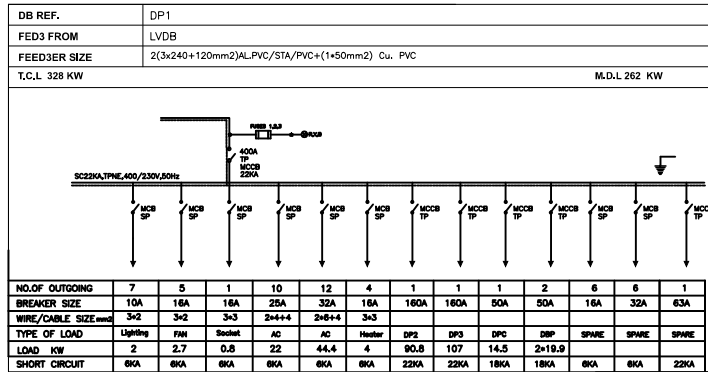 DB REF. DP1
FED3 FROM LVDB
FEED3ER SIZE 2(3x240+120mm2)AL.PVC/STA/PVC+(1*50mm2) Cu. PVC
T.C.L 328 KW M.D.L 262 KW
FUSED 1,2,3
R,Y,B
400A
TP
MCCB
22KA
SC22KA,TPNE,400/230V,50Hz
MCB MCB MCB MCB MCB MCB MCCB MCCB MCCB MCCB MCB MCB MCC
SP SP SP SP SP SP TP TP TP TP SP SP TP
NO.OF OUTGOING 7 5 1 10 12 4 1 1 1 2 6 6 1
BREAKER SIZE 10A 16A 16A 25A 32A 16A 160A 160A 50A 50A 16A 32A 63A
WIRE/CABLE SIZE mm2 3*2 3*2 3*3 2*4+4 2*6+4 3*3
TYPE OF LOAD Lighting FAN Socket AC AC Heater DP2 DP3 DPC DBP SPARE SPARE SPARE
LOAD KW 2 2.7 0.8 22 44.4 4 90.8 107 14.5 2*19.9
SHORT CIRCUIT 6KA 6KA 6KA 6KA 6KA 6KA 22KA 22KA 18KA 18KA 6KA 6KA 22KA